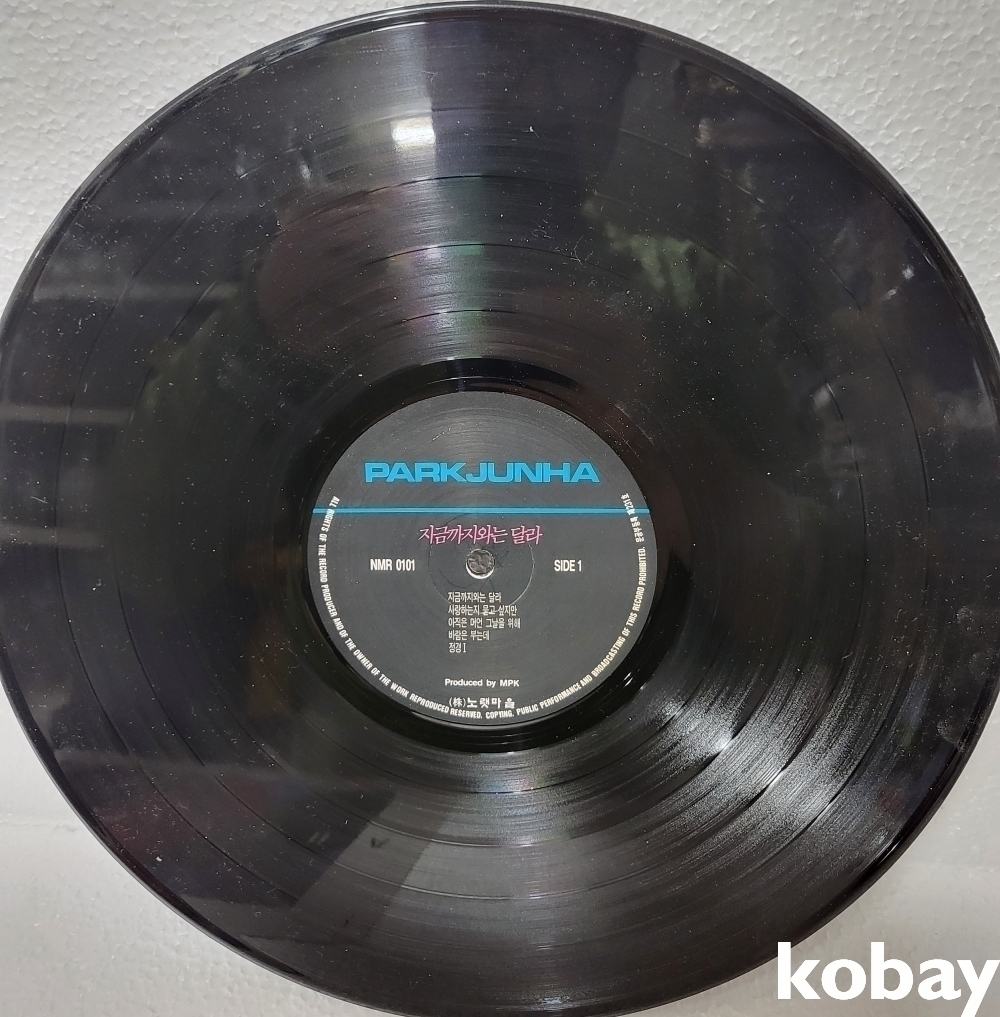 PARKJUNHA
지금까지와는 달라
NMR 0101
SIDE 1
지금까지와는 달라
사랑하는지 묻고 싶지만
아직은 머언 그날을 위해
바람은 부는데
정경 I
Produced by MPK
(株)노랫마을
ALL RIGHTS OF THE RECORD PRODUCER AND OF THE OWNER OF THE WORK REPRODUCED RESERVED. COPYING, PUBLIC PERFORMANCE AND BROADCASTING OF THIS RECORD PROHIBITED.
kobay